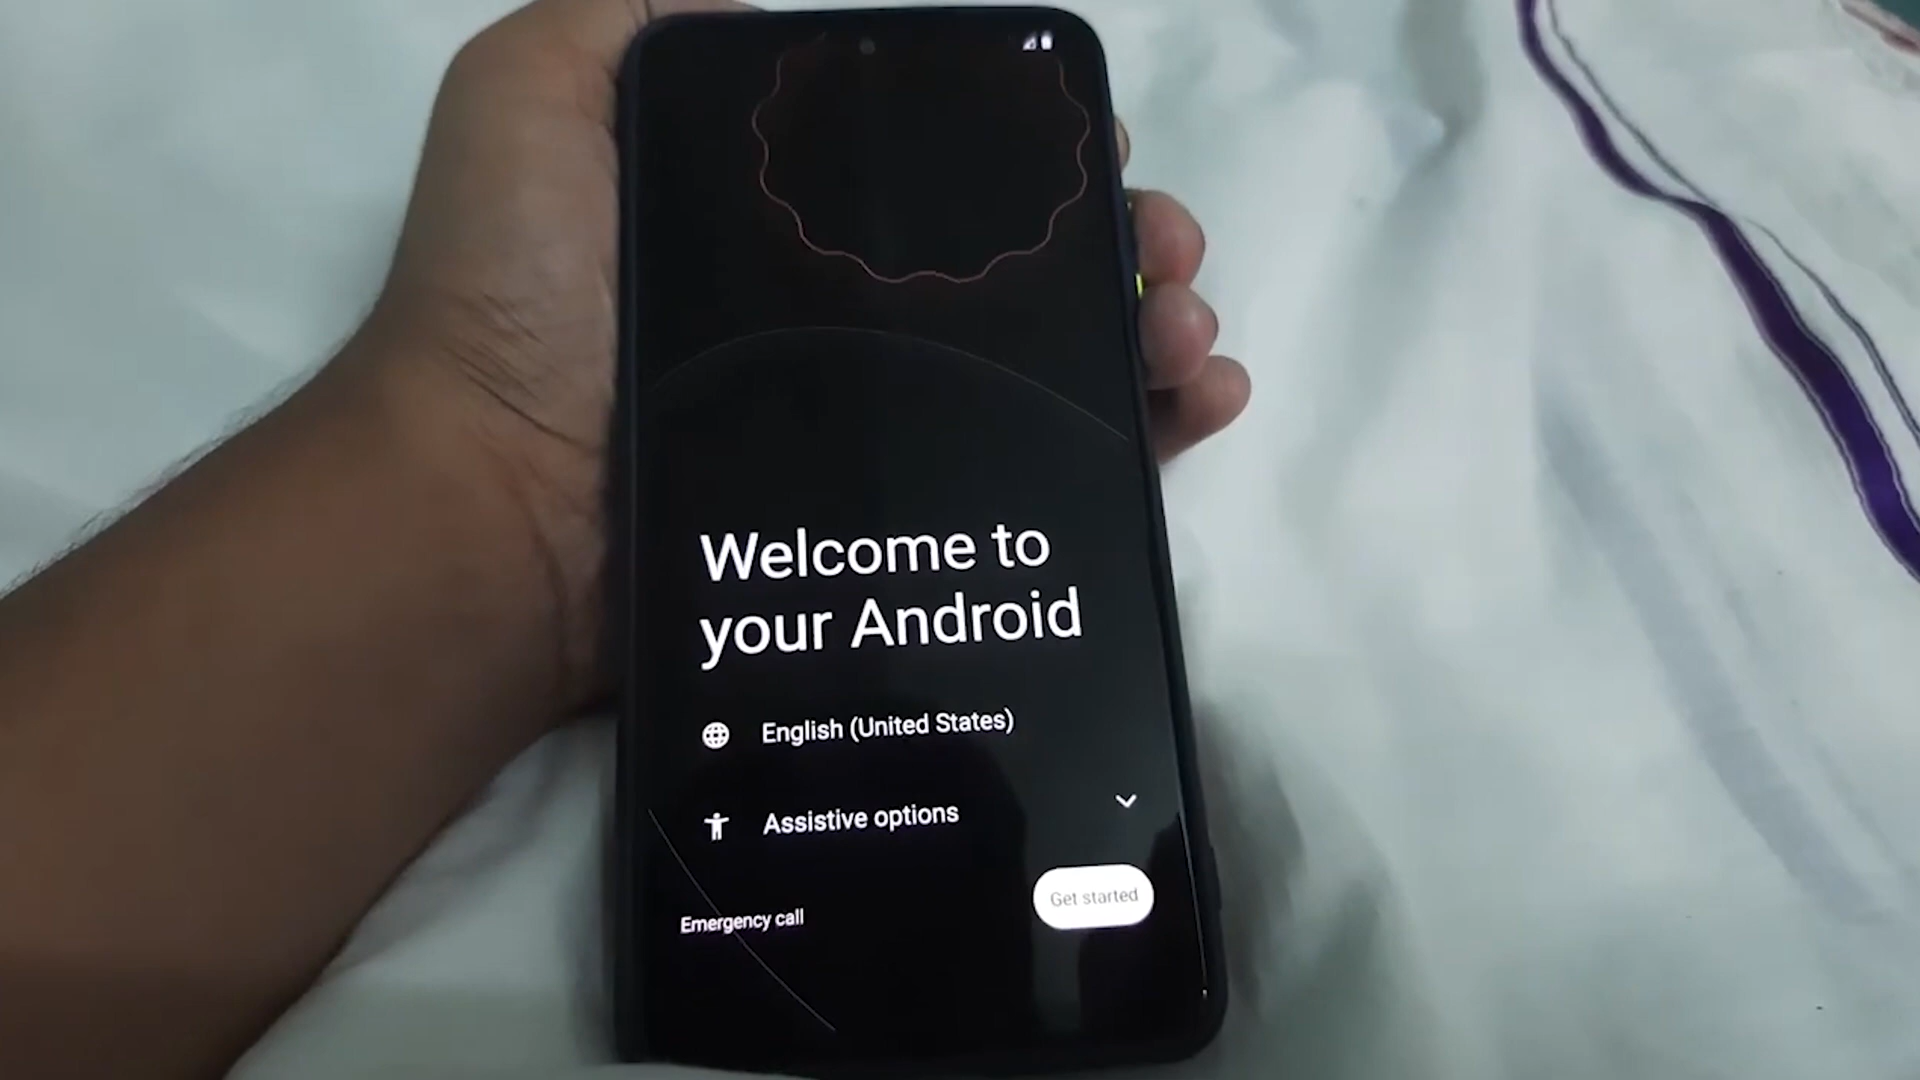 Welcome to
your Android
English (United States)
Assistive options
Emergency call
Get started